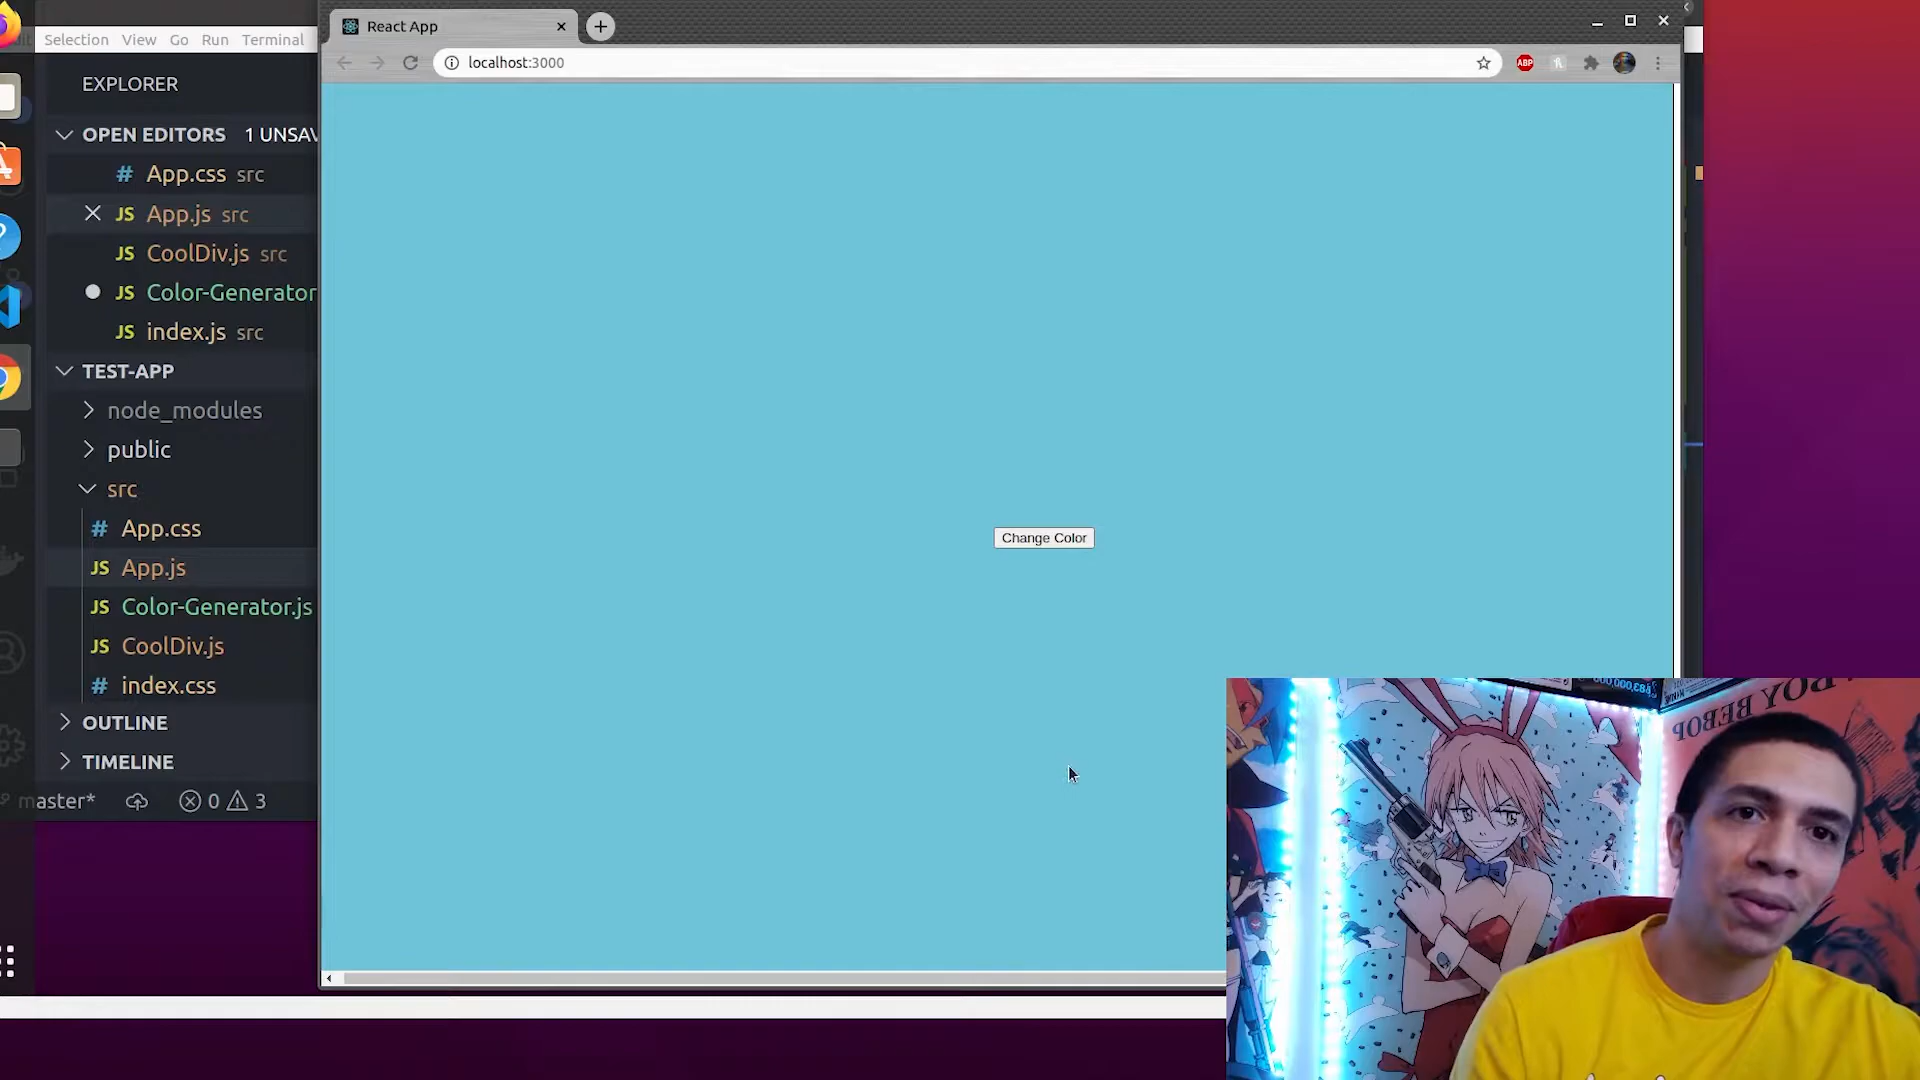 React App
Selection View Go Run Terminal
localhost:3000
ABP
EXPLORER
OPEN EDITORS 1 UNSAV
# App.css src
JS App.js src
JS CoolDiv.js src
JS Color-Generator
JS index.js src
TEST-APP
node_modules
public
src
# App.css
JS App.js
JS Color-Generator.js
JS CoolDiv.js
# index.css
OUTLINE
TIMELINE
master* 0 3
Change Color
BOY BEBOP